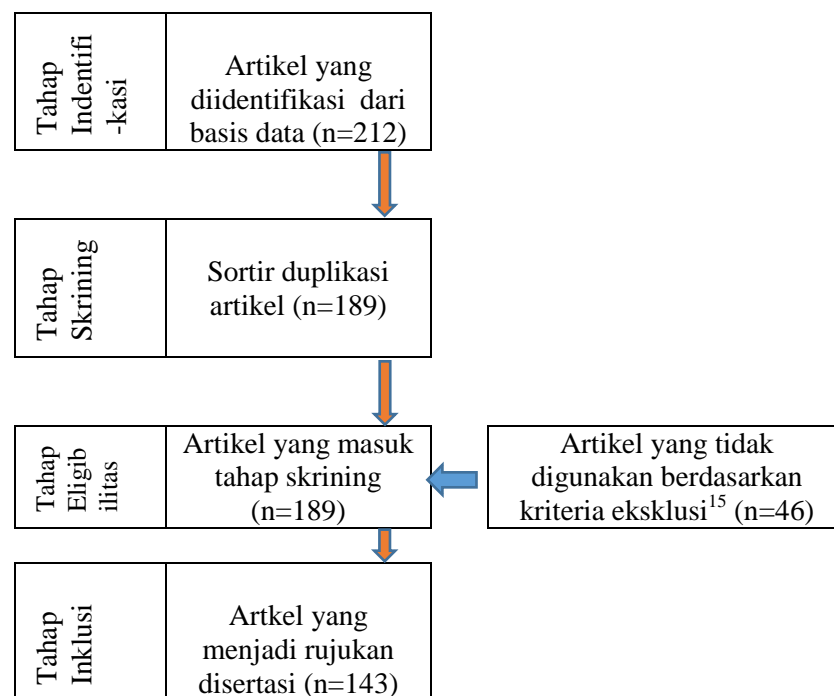 Tahap
Indentifi
-kasi
Artikel yang
diidentifikasi dari
basis data (n=212)
Tahap
Skrining
Sortir duplikasi
artikel (n=189)
Tahap
Eligib
ilitas
Artikel yang masuk
tahap skrining
(n=189)
Artikel yang tidak
digunakan berdasarkan
kriteria eksklusi¹⁵ (n=46)
Tahap
Inklusi
Artkel yang
menjadi rujukan
disertasi (n=143)